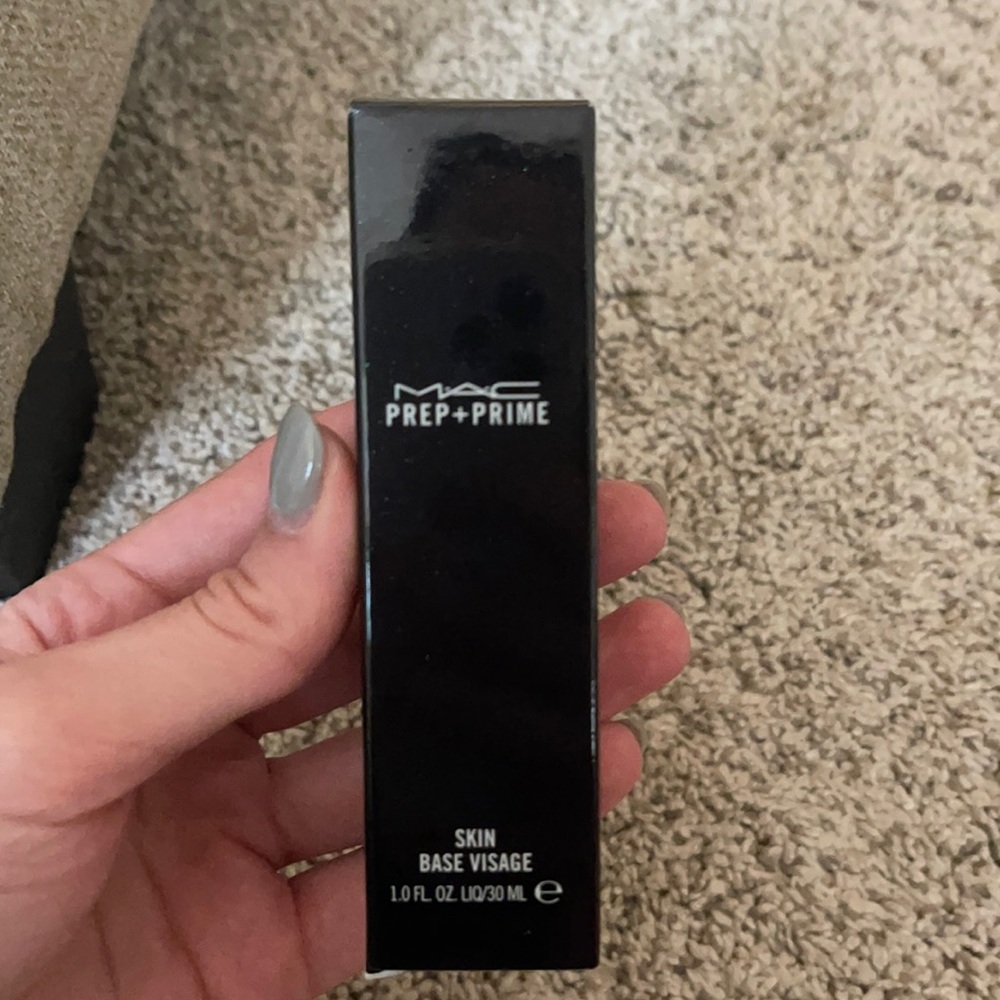 MAC
PREP+PRIME
SKIN
BASE VISAGE
1.0 FL. OZ. LIQ/30 ML ℮